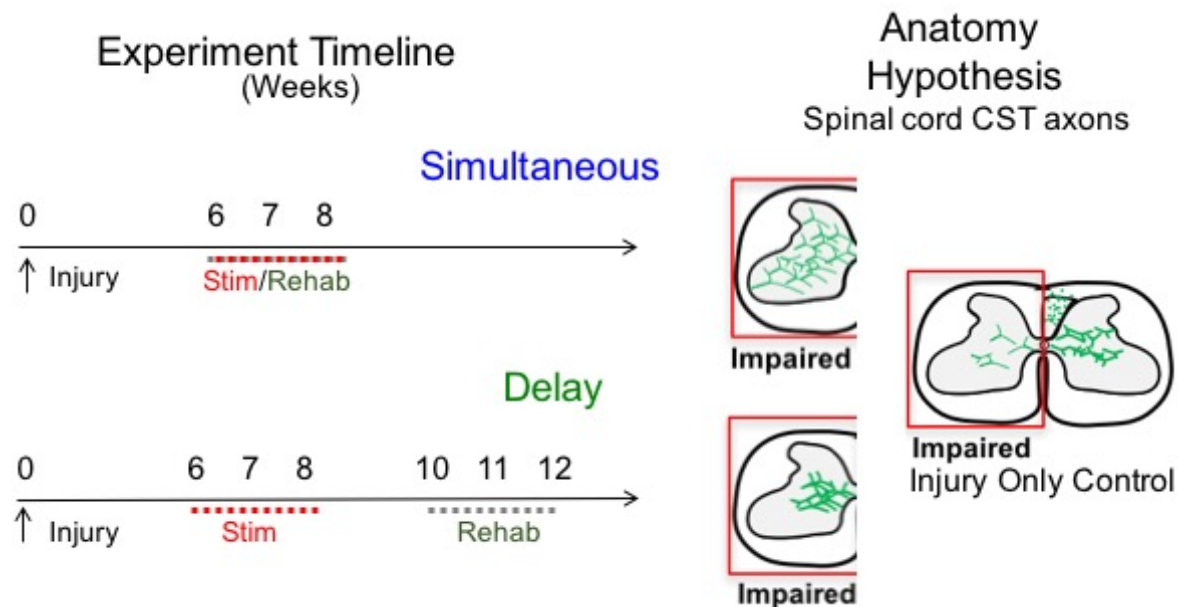 Experiment Timeline
(Weeks)
Anatomy
Hypothesis
Spinal cord CST axons
Simultaneous
0 6 7 8
Injury
Stim/Rehab
Impaired
Delay
0 6 7 8 10 11 12
Injury Stim Rehab
Impaired
Impaired
Injury Only Control